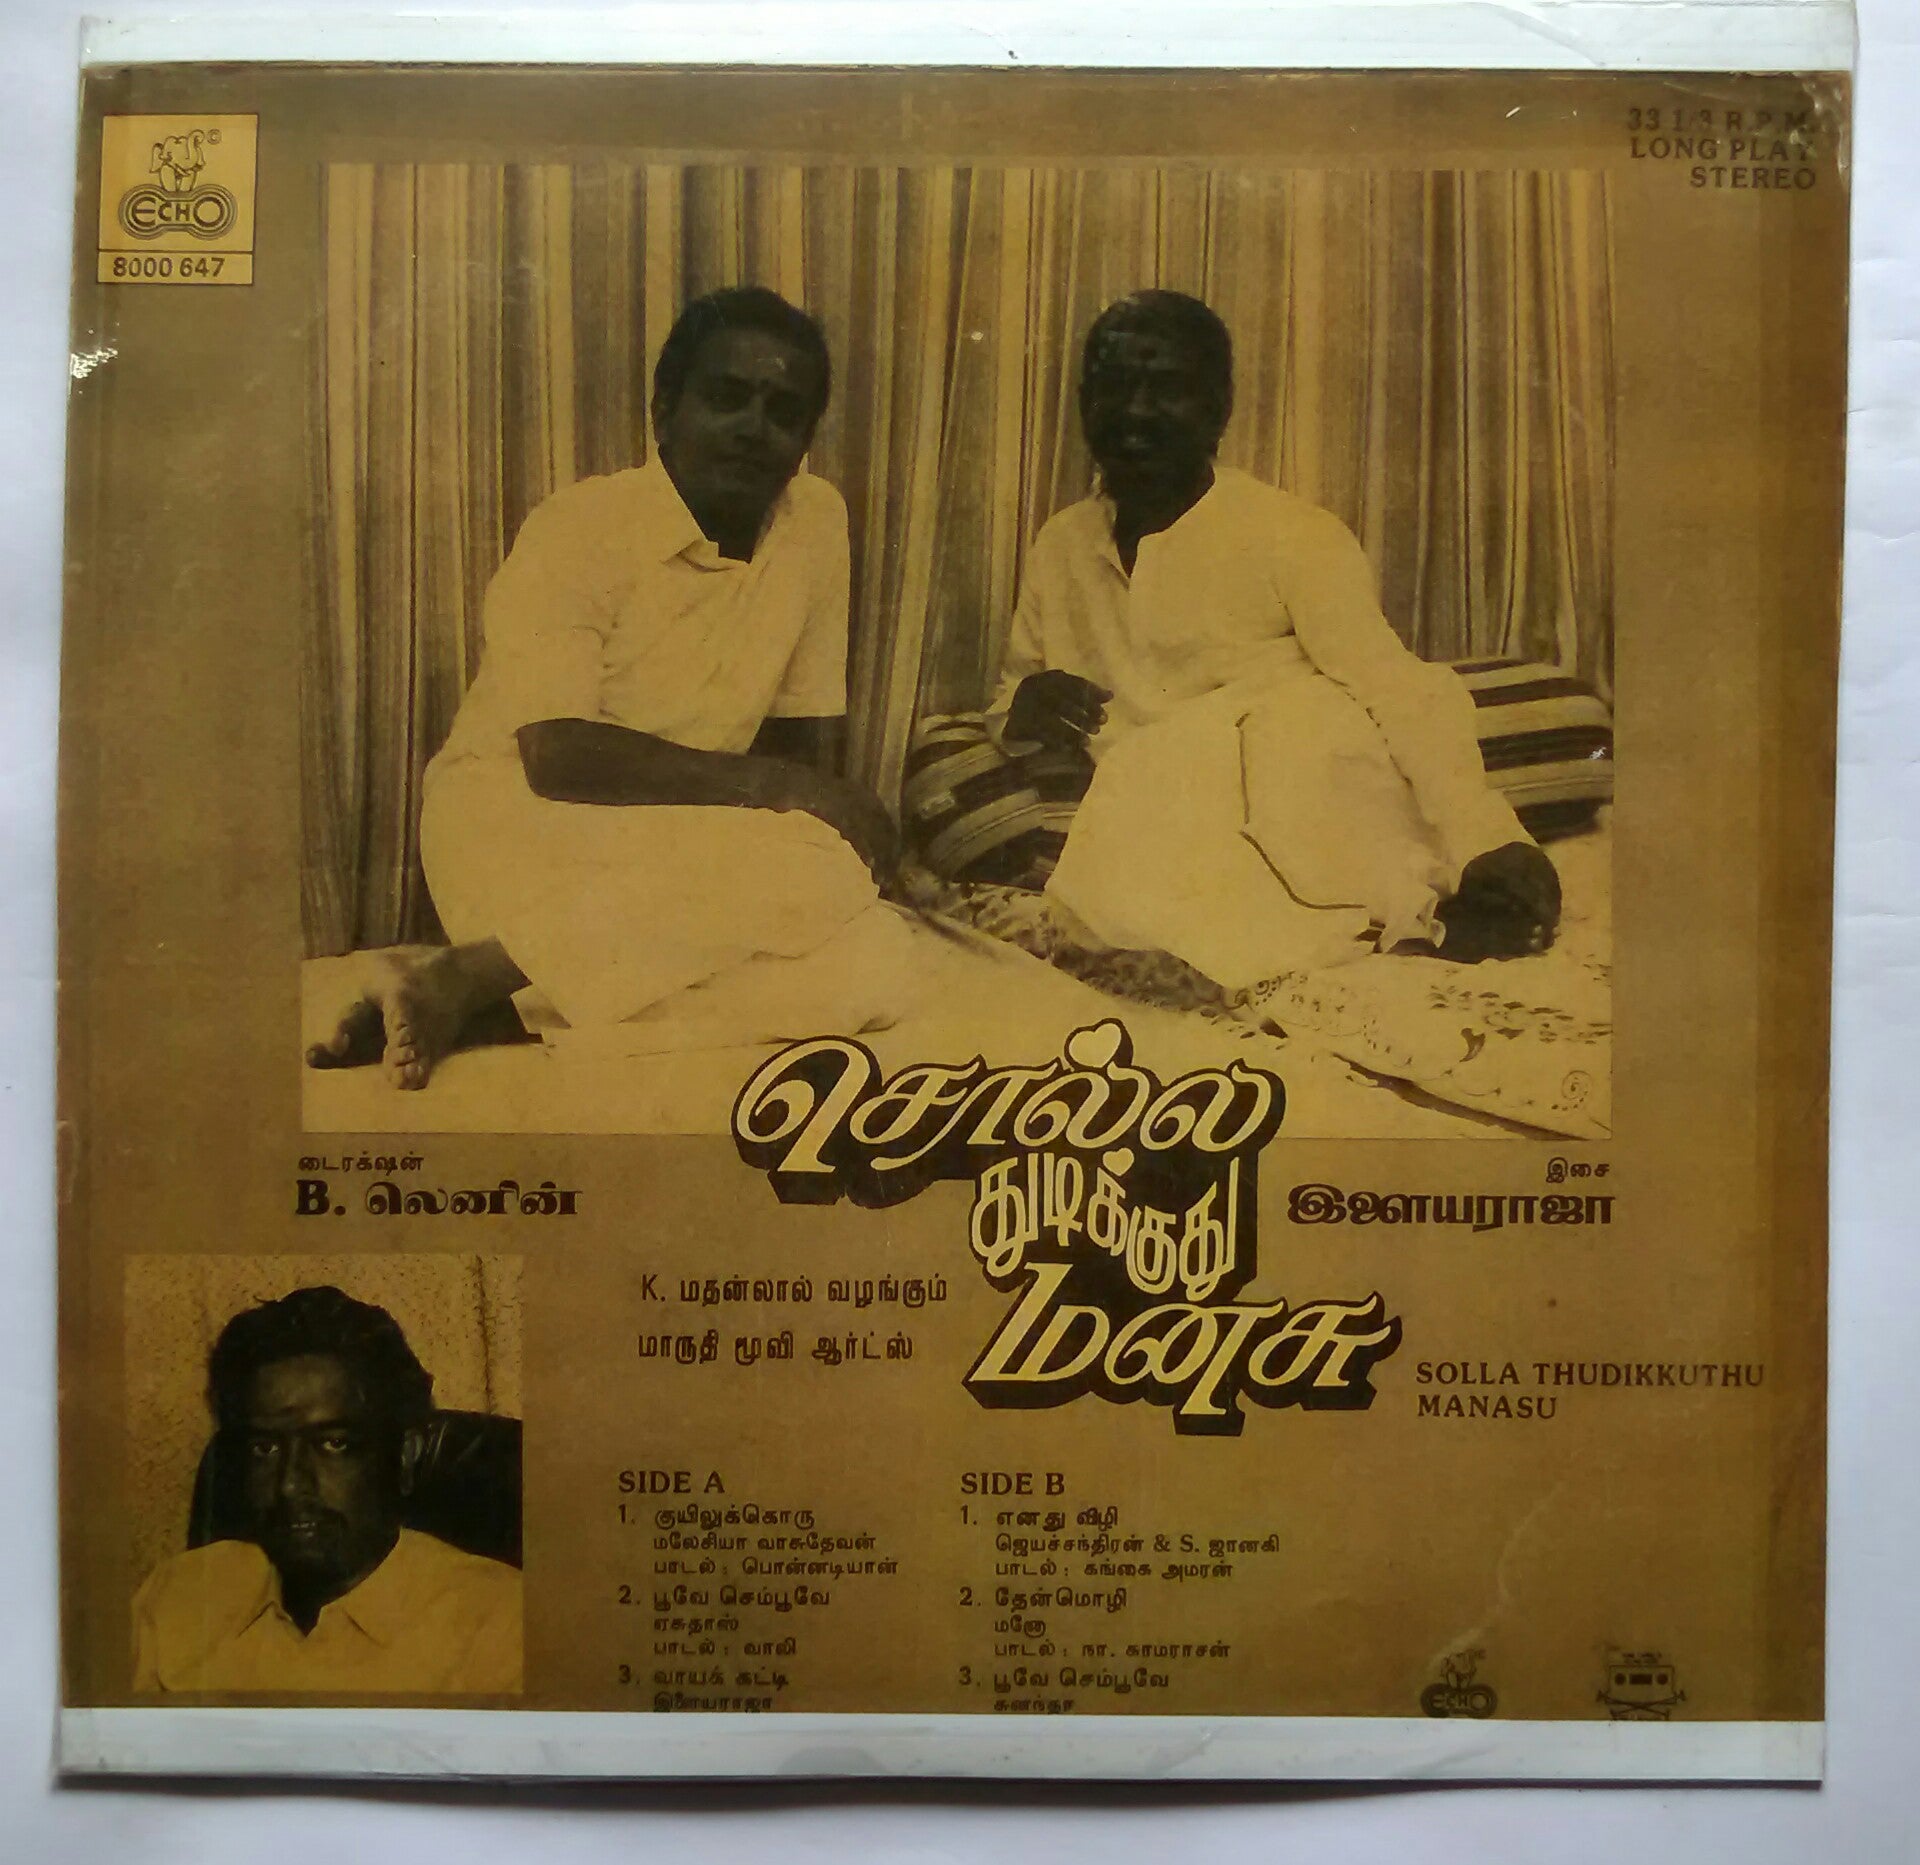 ECHO
8000 647
33 1/3 R.P.M.
LONG PLAY
STEREO
சொல்ல
துடிக்குது
மனசு
டைரக்‌ஷன்
B. லெனின்
இசை
இளையராஜா
K. மதன்லால் வழங்கும்
மாருதி மூவி ஆர்ட்ஸ்
SOLLA THUDIKKUTHU
MANASU
SIDE A
1. குயிலுக்கொரு
மலேசியா வாசுதேவன்
பாடல் : பொன்னடியான்
2. பூவே செம்பூவே
ஏசுதாஸ்
பாடல் : வாலி
3. வாயக் கட்டி
இளையராஜா
SIDE B
1. எனது விழி
ஜெயச்சந்திரன் & S. ஜானகி
பாடல் : கங்கை அமரன்
2. தேன்மொழி
மனோ
பாடல் : நா. காமராசன்
3. பூவே செம்பூவே
சுனந்தா
ECHO